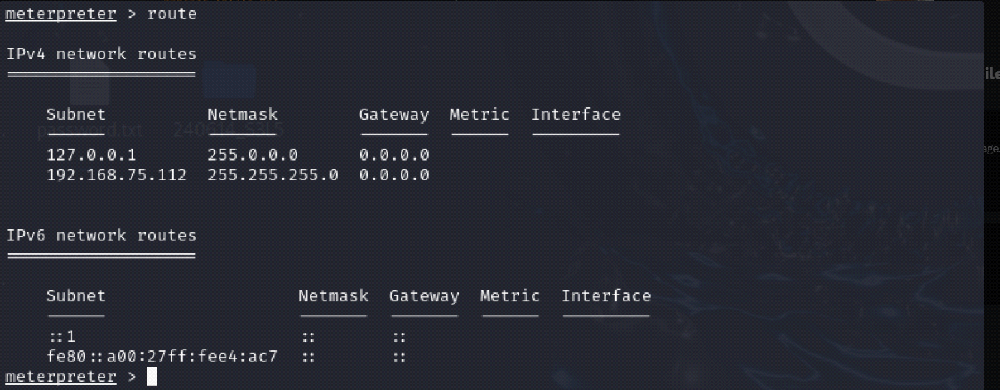 meterpreter > route
IPv4 network routes
Subnet Netmask Gateway Metric Interface
password.txt 240614_S3L5
127.0.0.1 255.0.0.0 0.0.0.0
192.168.75.112 255.255.255.0 0.0.0.0
IPv6 network routes
Subnet Netmask Gateway Metric Interface
::1 :: ::
fe80::a00:27ff:fee4:ac7 :: ::
meterpreter >